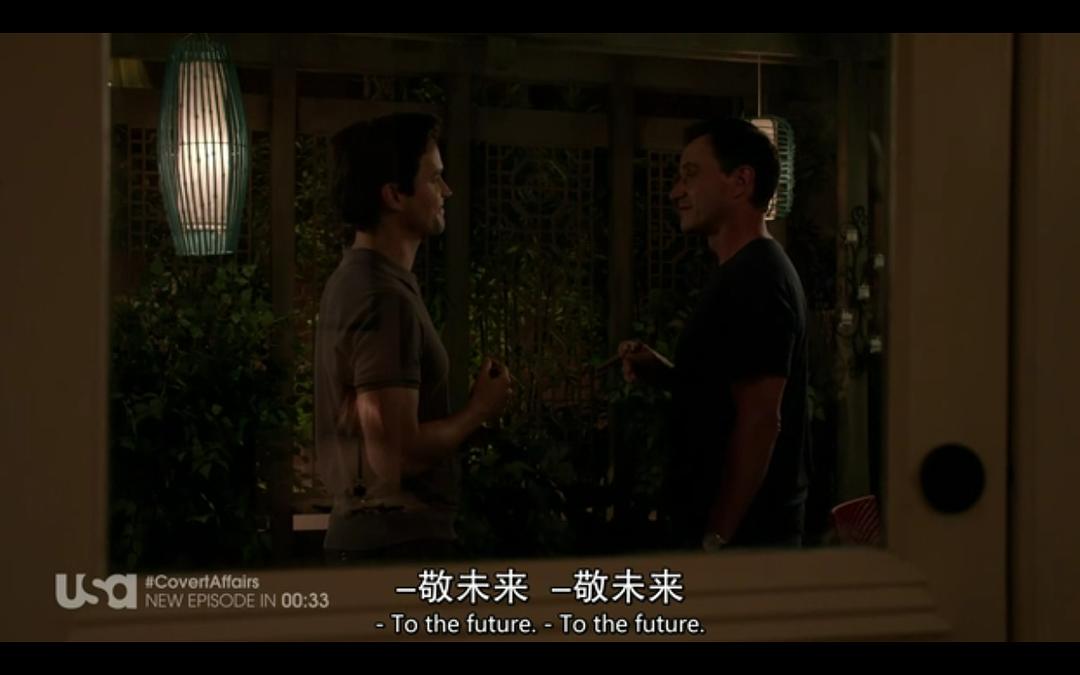 usa
#CovertAffairs
NEW EPISODE IN 00:33
–敬未来 –敬未来
- To the future. - To the future.